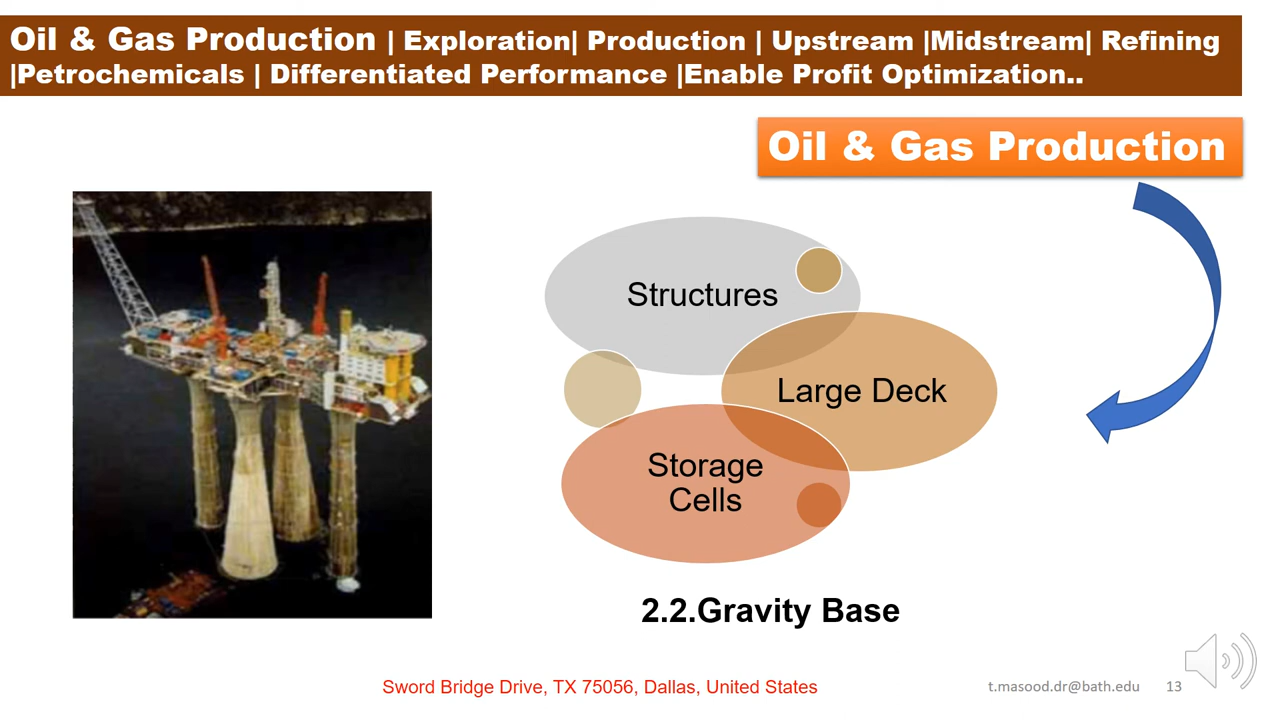 Oil & Gas Production | Exploration| Production | Upstream |Midstream| Refining
|Petrochemicals | Differentiated Performance |Enable Profit Optimization..
Oil & Gas Production
Structures
Large Deck
Storage
Cells
2.2.Gravity Base
Sword Bridge Drive, TX 75056, Dallas, United States
t.masood.dr@bath.edu
13